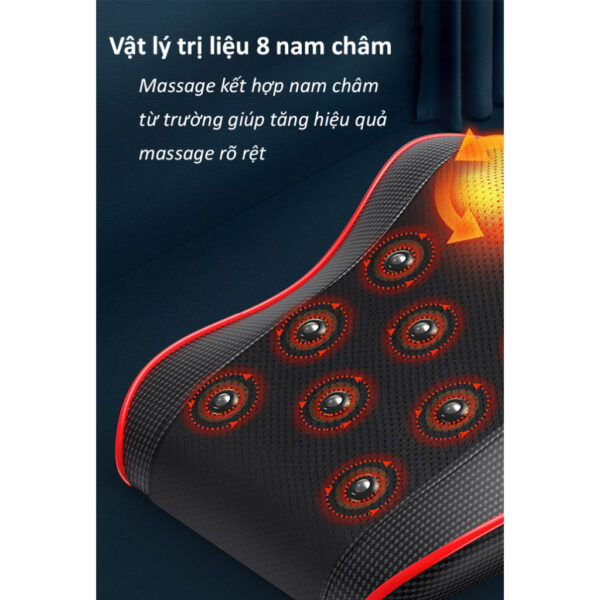 Vật lý trị liệu 8 nam châm
Massage kết hợp nam châm
từ trường giúp tăng hiệu quả
massage rõ rệt